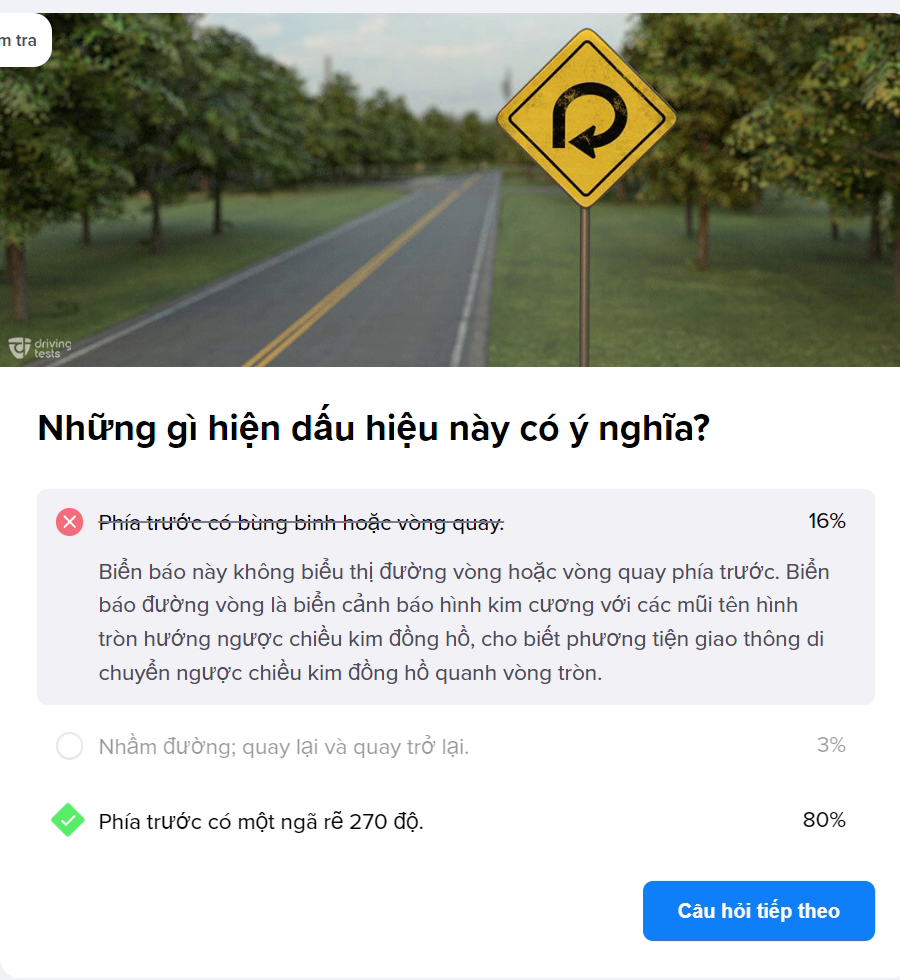 m tra
driving
tests
Những gì hiện dấu hiệu này có ý nghĩa?
Phía trước có bùng binh hoặc vòng quay.
16%
Biển báo này không biểu thị đường vòng hoặc vòng quay phía trước. Biển
báo đường vòng là biển cảnh báo hình kim cương với các mũi tên hình
tròn hướng ngược chiều kim đồng hồ, cho biết phương tiện giao thông di
chuyển ngược chiều kim đồng hồ quanh vòng tròn.
Nhầm đường; quay lại và quay trở lại.
3%
Phía trước có một ngã rẽ 270 độ.
80%
Câu hỏi tiếp theo